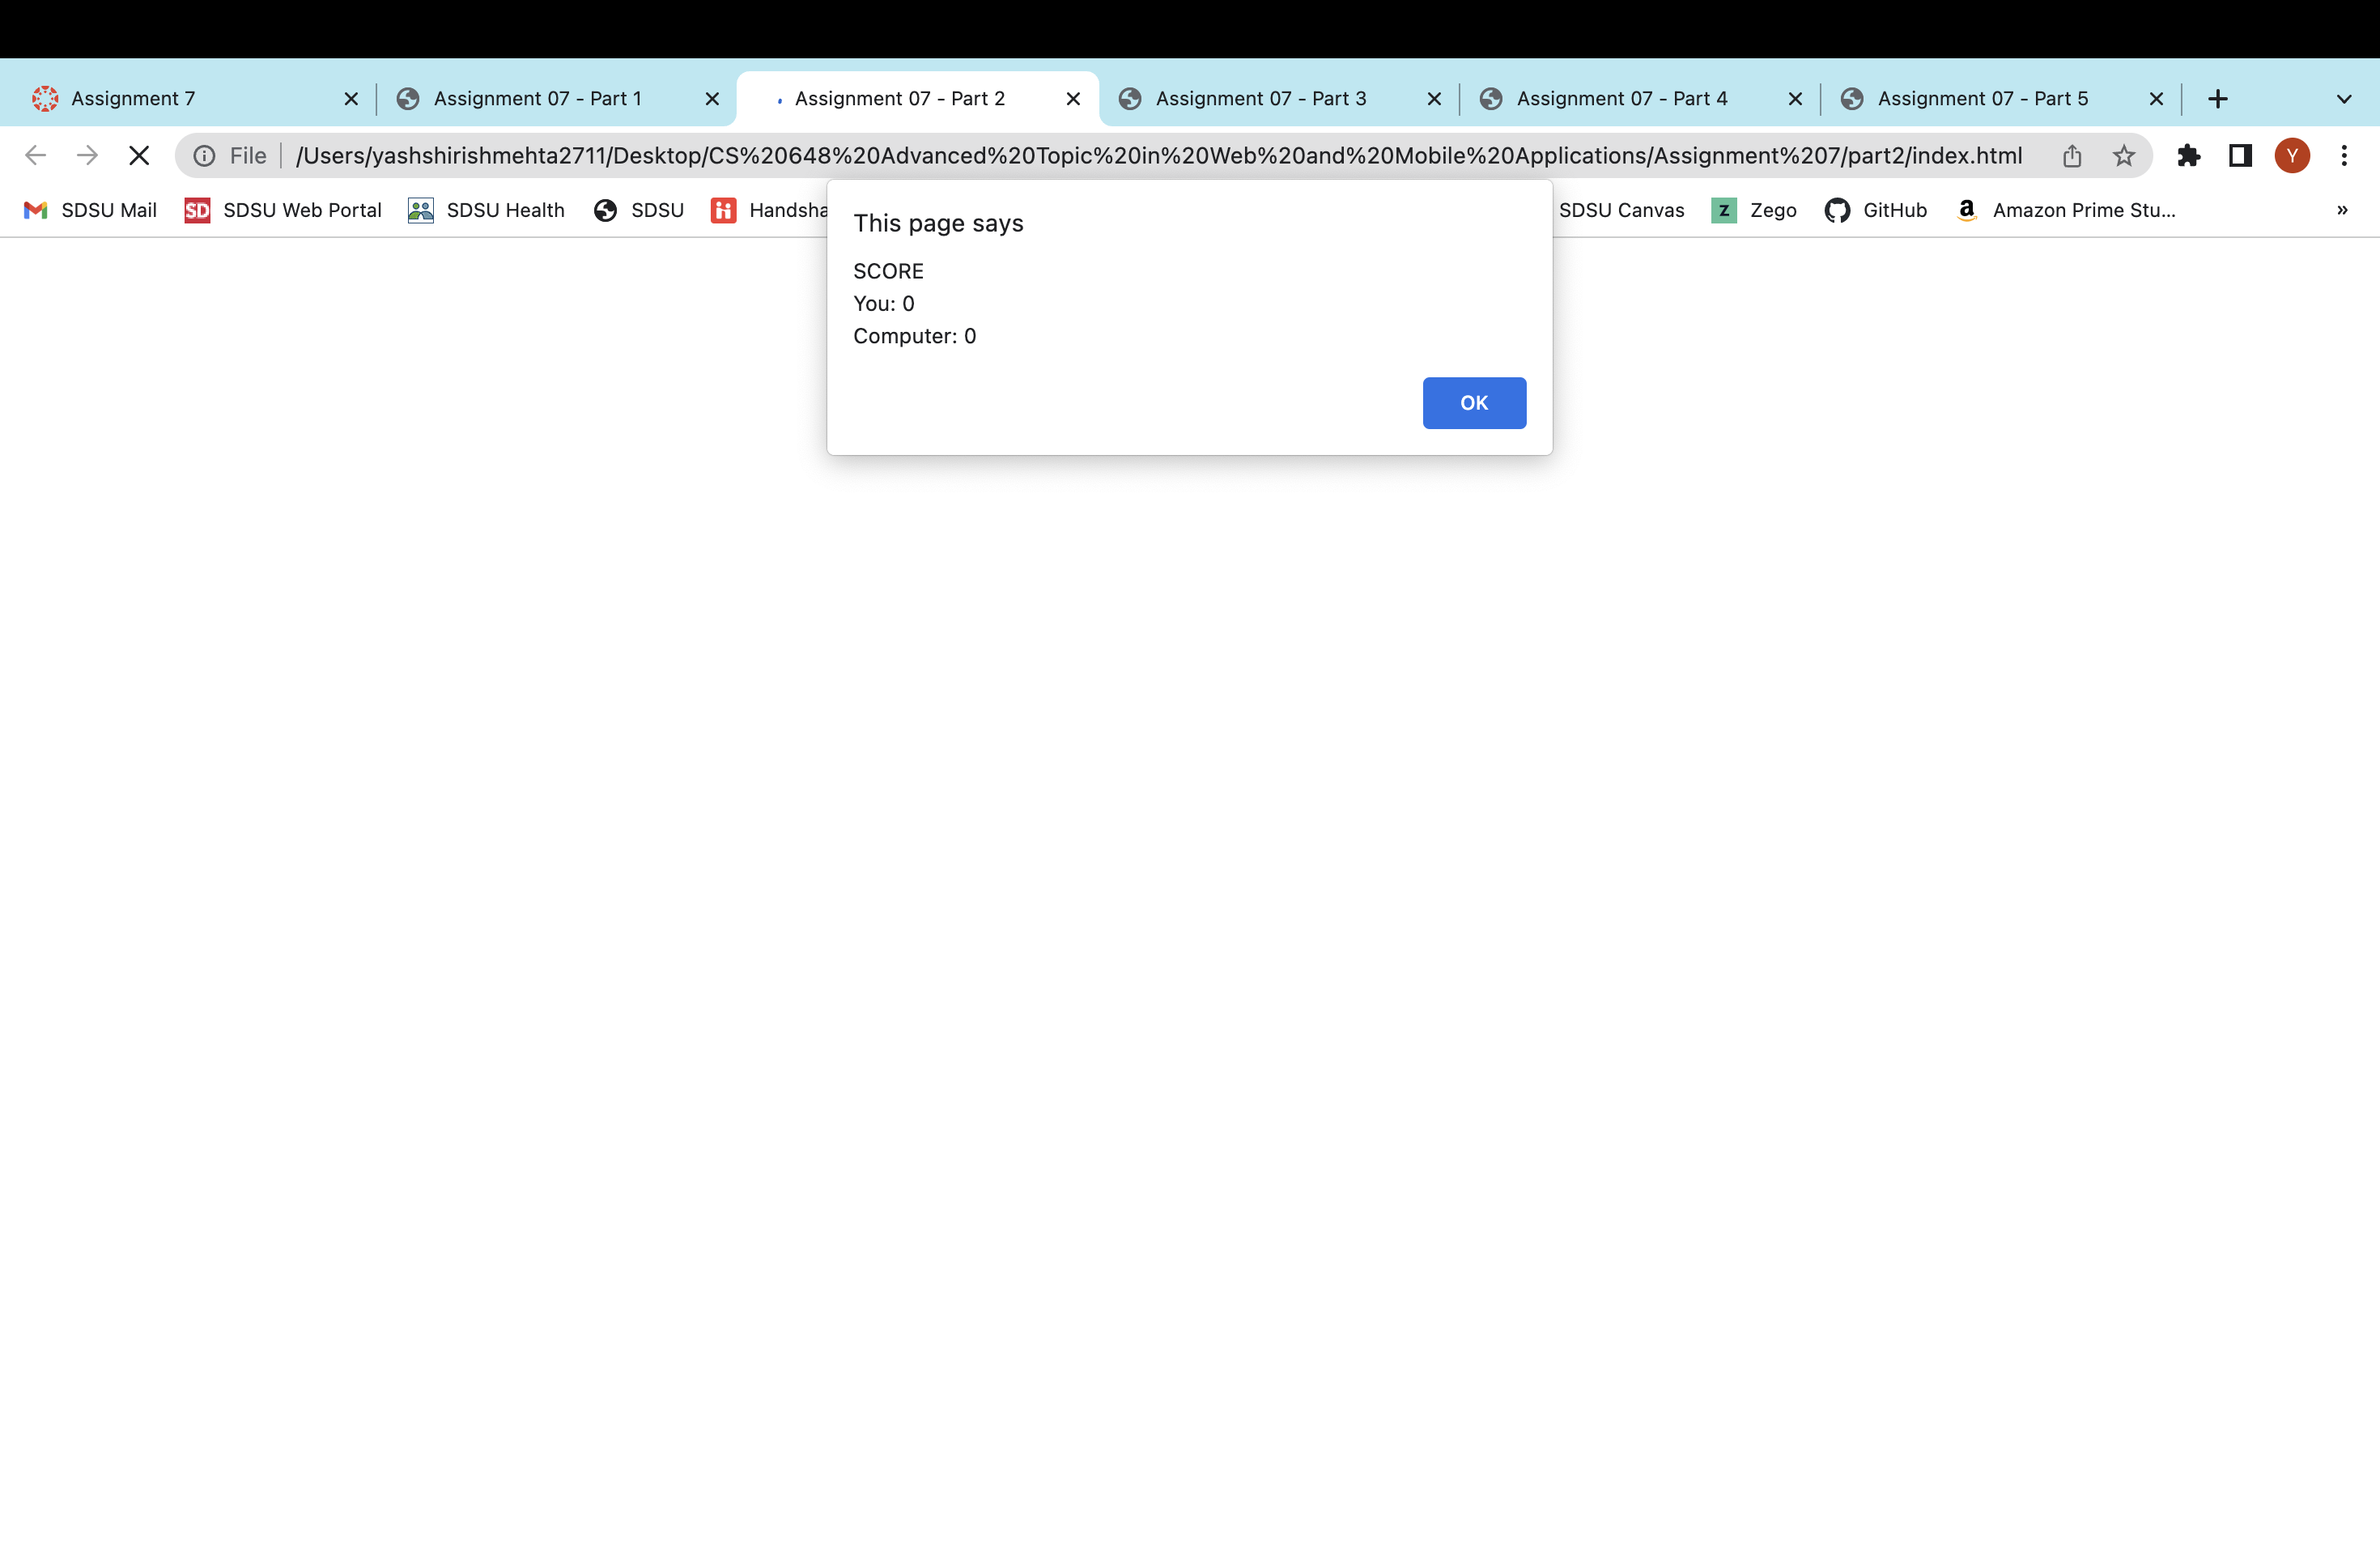 Assignment 7
Assignment 07 - Part 1
Assignment 07 - Part 2
Assignment 07 - Part 3
Assignment 07 - Part 4
Assignment 07 - Part 5
File
/Users/yashshirishmehta2711/Desktop/CS%20648%20Advanced%20Topic%20in%20Web%20and%20Mobile%20Applications/Assignment%207/part2/index.html
Y
SDSU Mail
SD
SDSU Web Portal
SDSU Health
SDSU
Handsha
SDSU Canvas
Z
Zego
GitHub
a
Amazon Prime Stu...
»
This page says
SCORE
You: 0
Computer: 0
OK